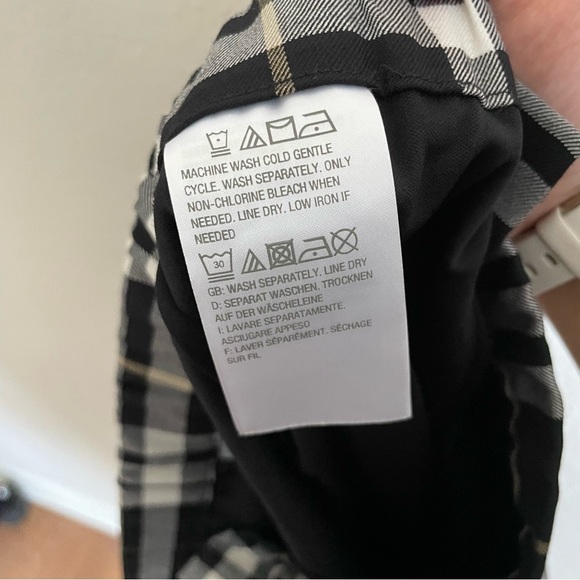 MACHINE WASH COLD GENTLE
CYCLE. WASH SEPARATELY. ONLY
NON-CHLORINE BLEACH WHEN
NEEDED. LINE DRY. LOW IRON IF
NEEDED
30
GB: WASH SEPARATELY. LINE DRY
D: SEPARAT WASCHEN. TROCKNEN
AUF DER WÄSCHELEINE
I: LAVARE SEPARATAMENTE.
ASCIUGARE APPESO
F: LAVER SÉPARÉMENT. SÉCHAGE
SUR FIL